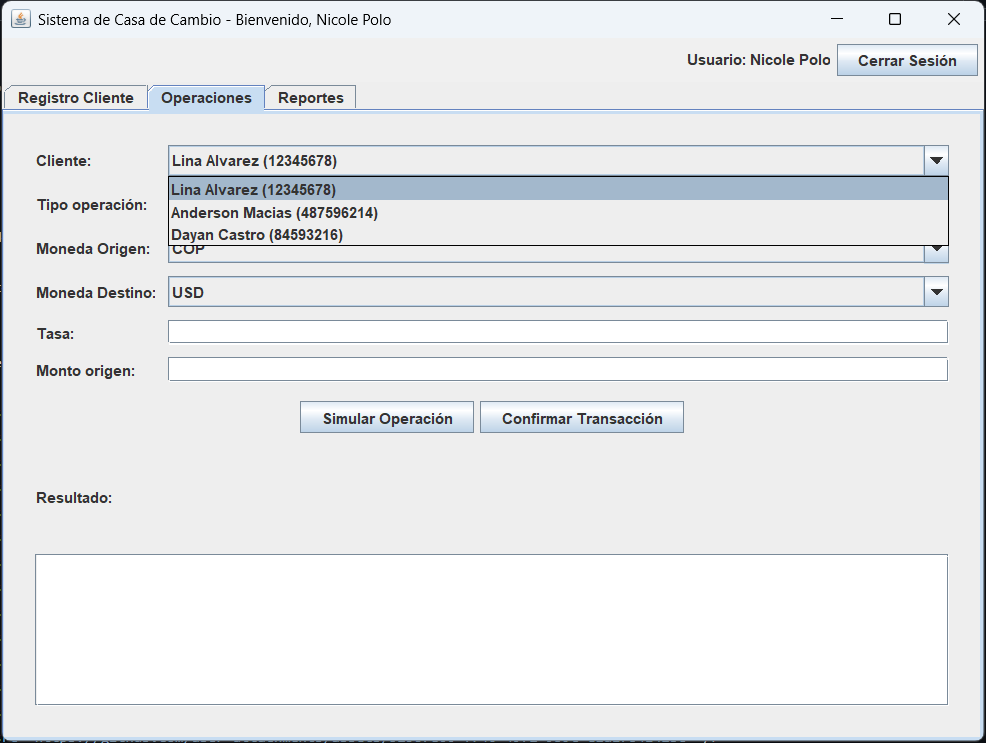 Sistema de Casa de Cambio - Bienvenido, Nicole Polo
Usuario: Nicole Polo Cerrar Sesión
Registro Cliente Operaciones Reportes
Cliente: Lina Alvarez (12345678)
Lina Alvarez (12345678)
Tipo operación:
Anderson Macias (487596214)
Dayan Castro (84593216)
Moneda Origen: COP
Moneda Destino: USD
Tasa:
Monto origen:
Simular Operación Confirmar Transacción
Resultado: